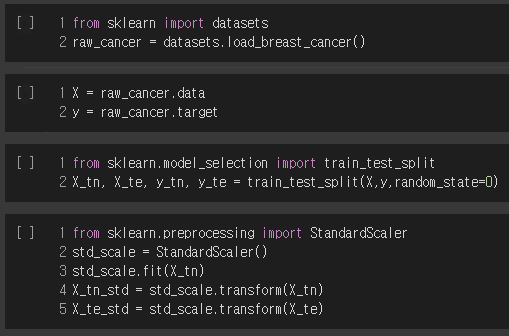 [ ] 1 from sklearn import datasets
2 raw_cancer = datasets.load_breast_cancer()
[ ] 1 X = raw_cancer.data
2 y = raw_cancer.target
[ ] 1 from sklearn.model_selection import train_test_split
2 X_tn, X_te, y_tn, y_te = train_test_split(X,y,random_state=0)
[ ] 1 from sklearn.preprocessing import StandardScaler
2 std_scale = StandardScaler()
3 std_scale.fit(X_tn)
4 X_tn_std = std_scale.transform(X_tn)
5 X_te_std = std_scale.transform(X_te)